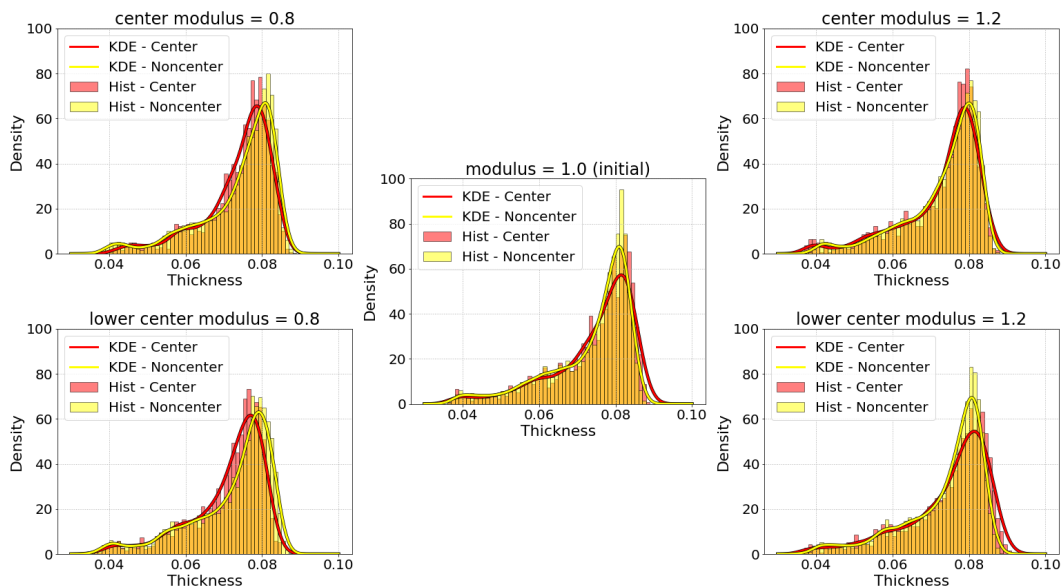 center modulus = 0.8
100
80
60
40
20
0
Density
KDE - Center
KDE - Noncenter
Hist - Center
Hist - Noncenter
0.04 0.06 0.08 0.10
Thickness
center modulus = 1.2
100
80
60
40
20
0
Density
KDE - Center
KDE - Noncenter
Hist - Center
Hist - Noncenter
0.04 0.06 0.08 0.10
Thickness
modulus = 1.0 (initial)
100
80
60
40
20
0
Density
KDE - Center
KDE - Noncenter
Hist - Center
Hist - Noncenter
0.04 0.06 0.08 0.10
Thickness
lower center modulus = 0.8
100
80
60
40
20
0
Density
KDE - Center
KDE - Noncenter
Hist - Center
Hist - Noncenter
0.04 0.06 0.08 0.10
Thickness
lower center modulus = 1.2
100
80
60
40
20
0
Density
KDE - Center
KDE - Noncenter
Hist - Center
Hist - Noncenter
0.04 0.06 0.08 0.10
Thickness